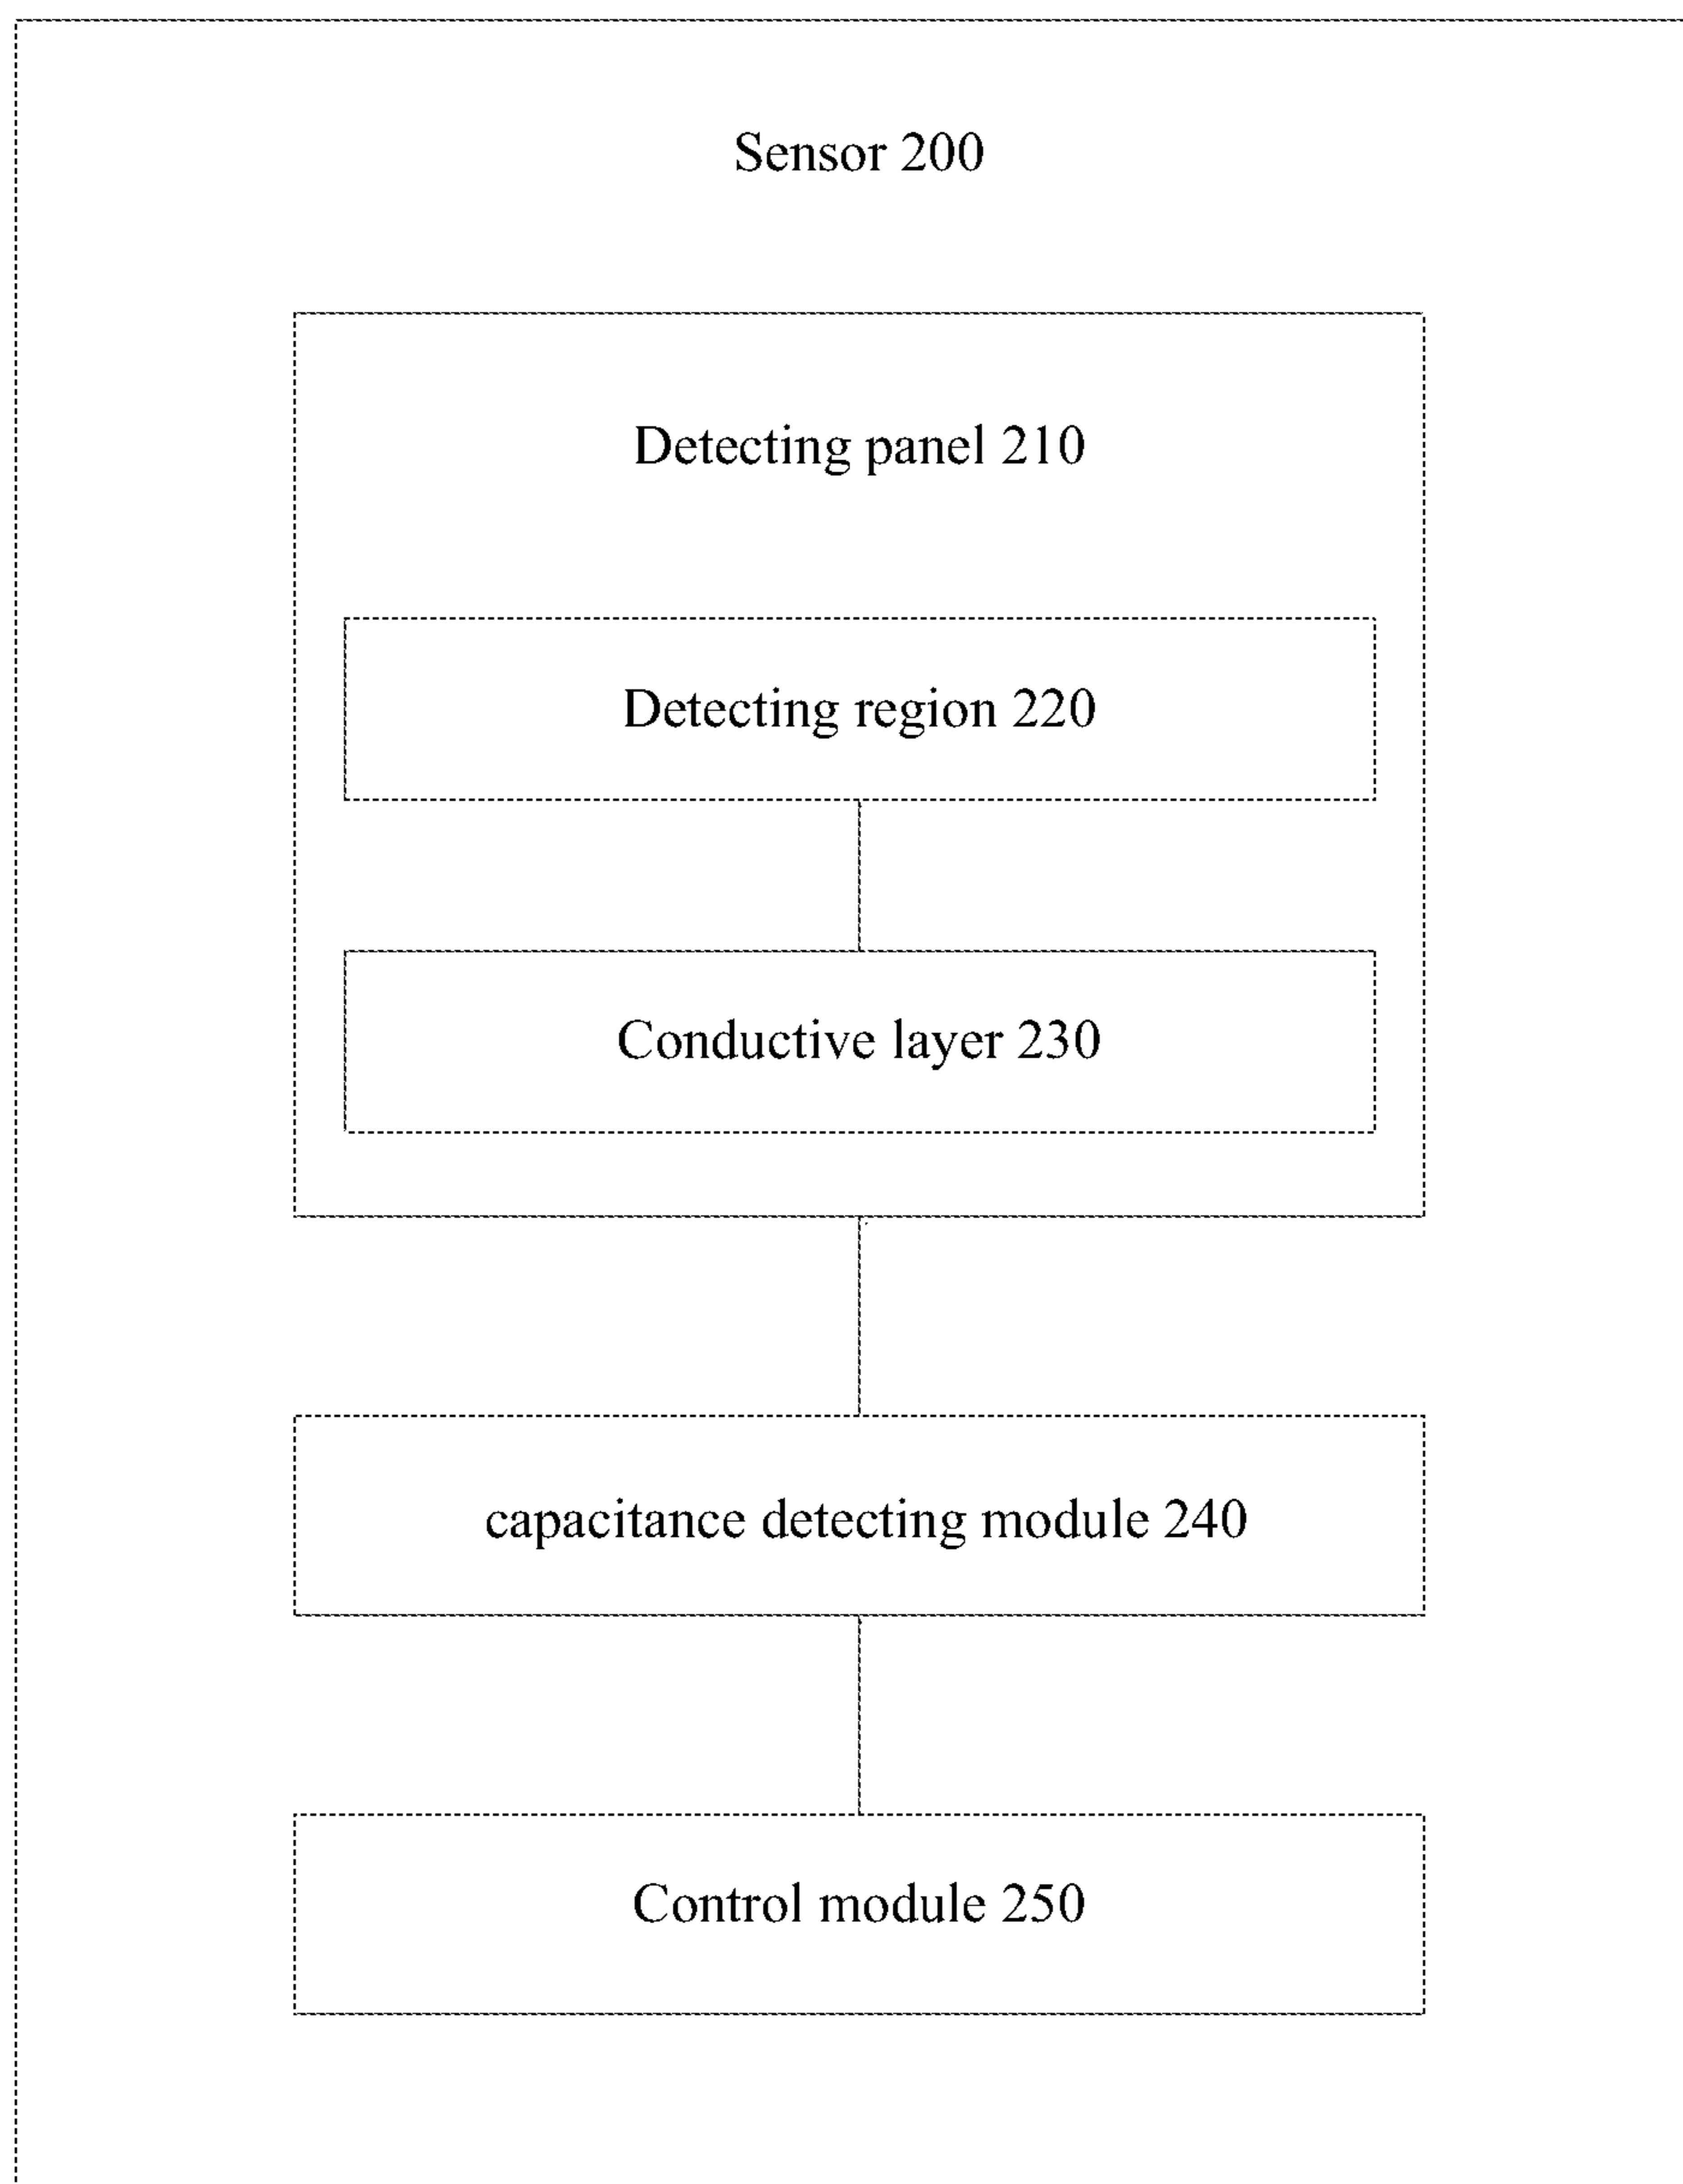 Sensor 200
Detecting panel 210
Detecting region 220
Conductive layer 230
capacitance detecting module 240
Control module 250